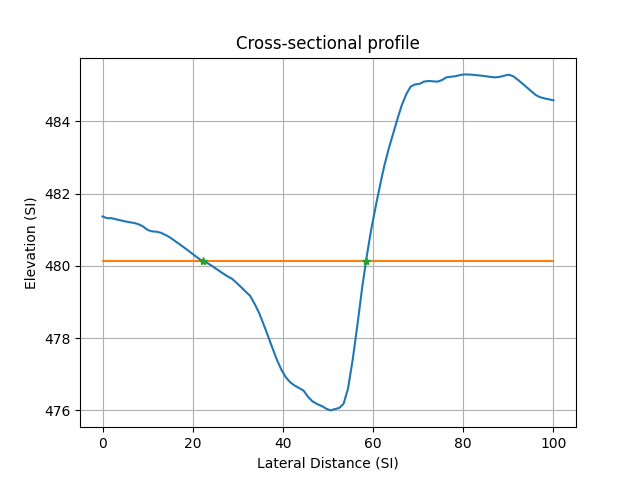 Cross-sectional profile
Elevation (SI)
484
482
480
478
476
0 20 40 60 80 100
Lateral Distance (SI)